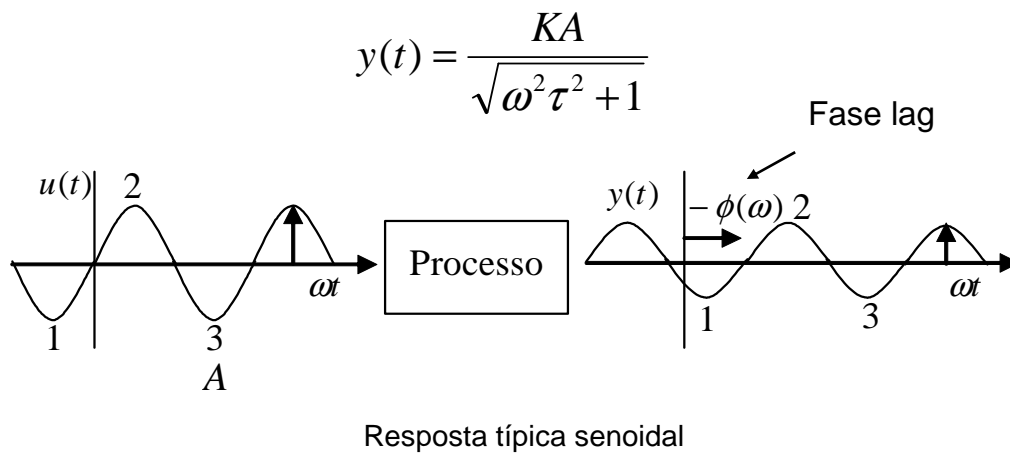 y(t) = KA / √(ω²τ² + 1)
Fase lag
u(t)
2
1
3
A
ωt
Processo
y(t)
− φ(ω)
2
1
3
ωt
Resposta típica senoidal